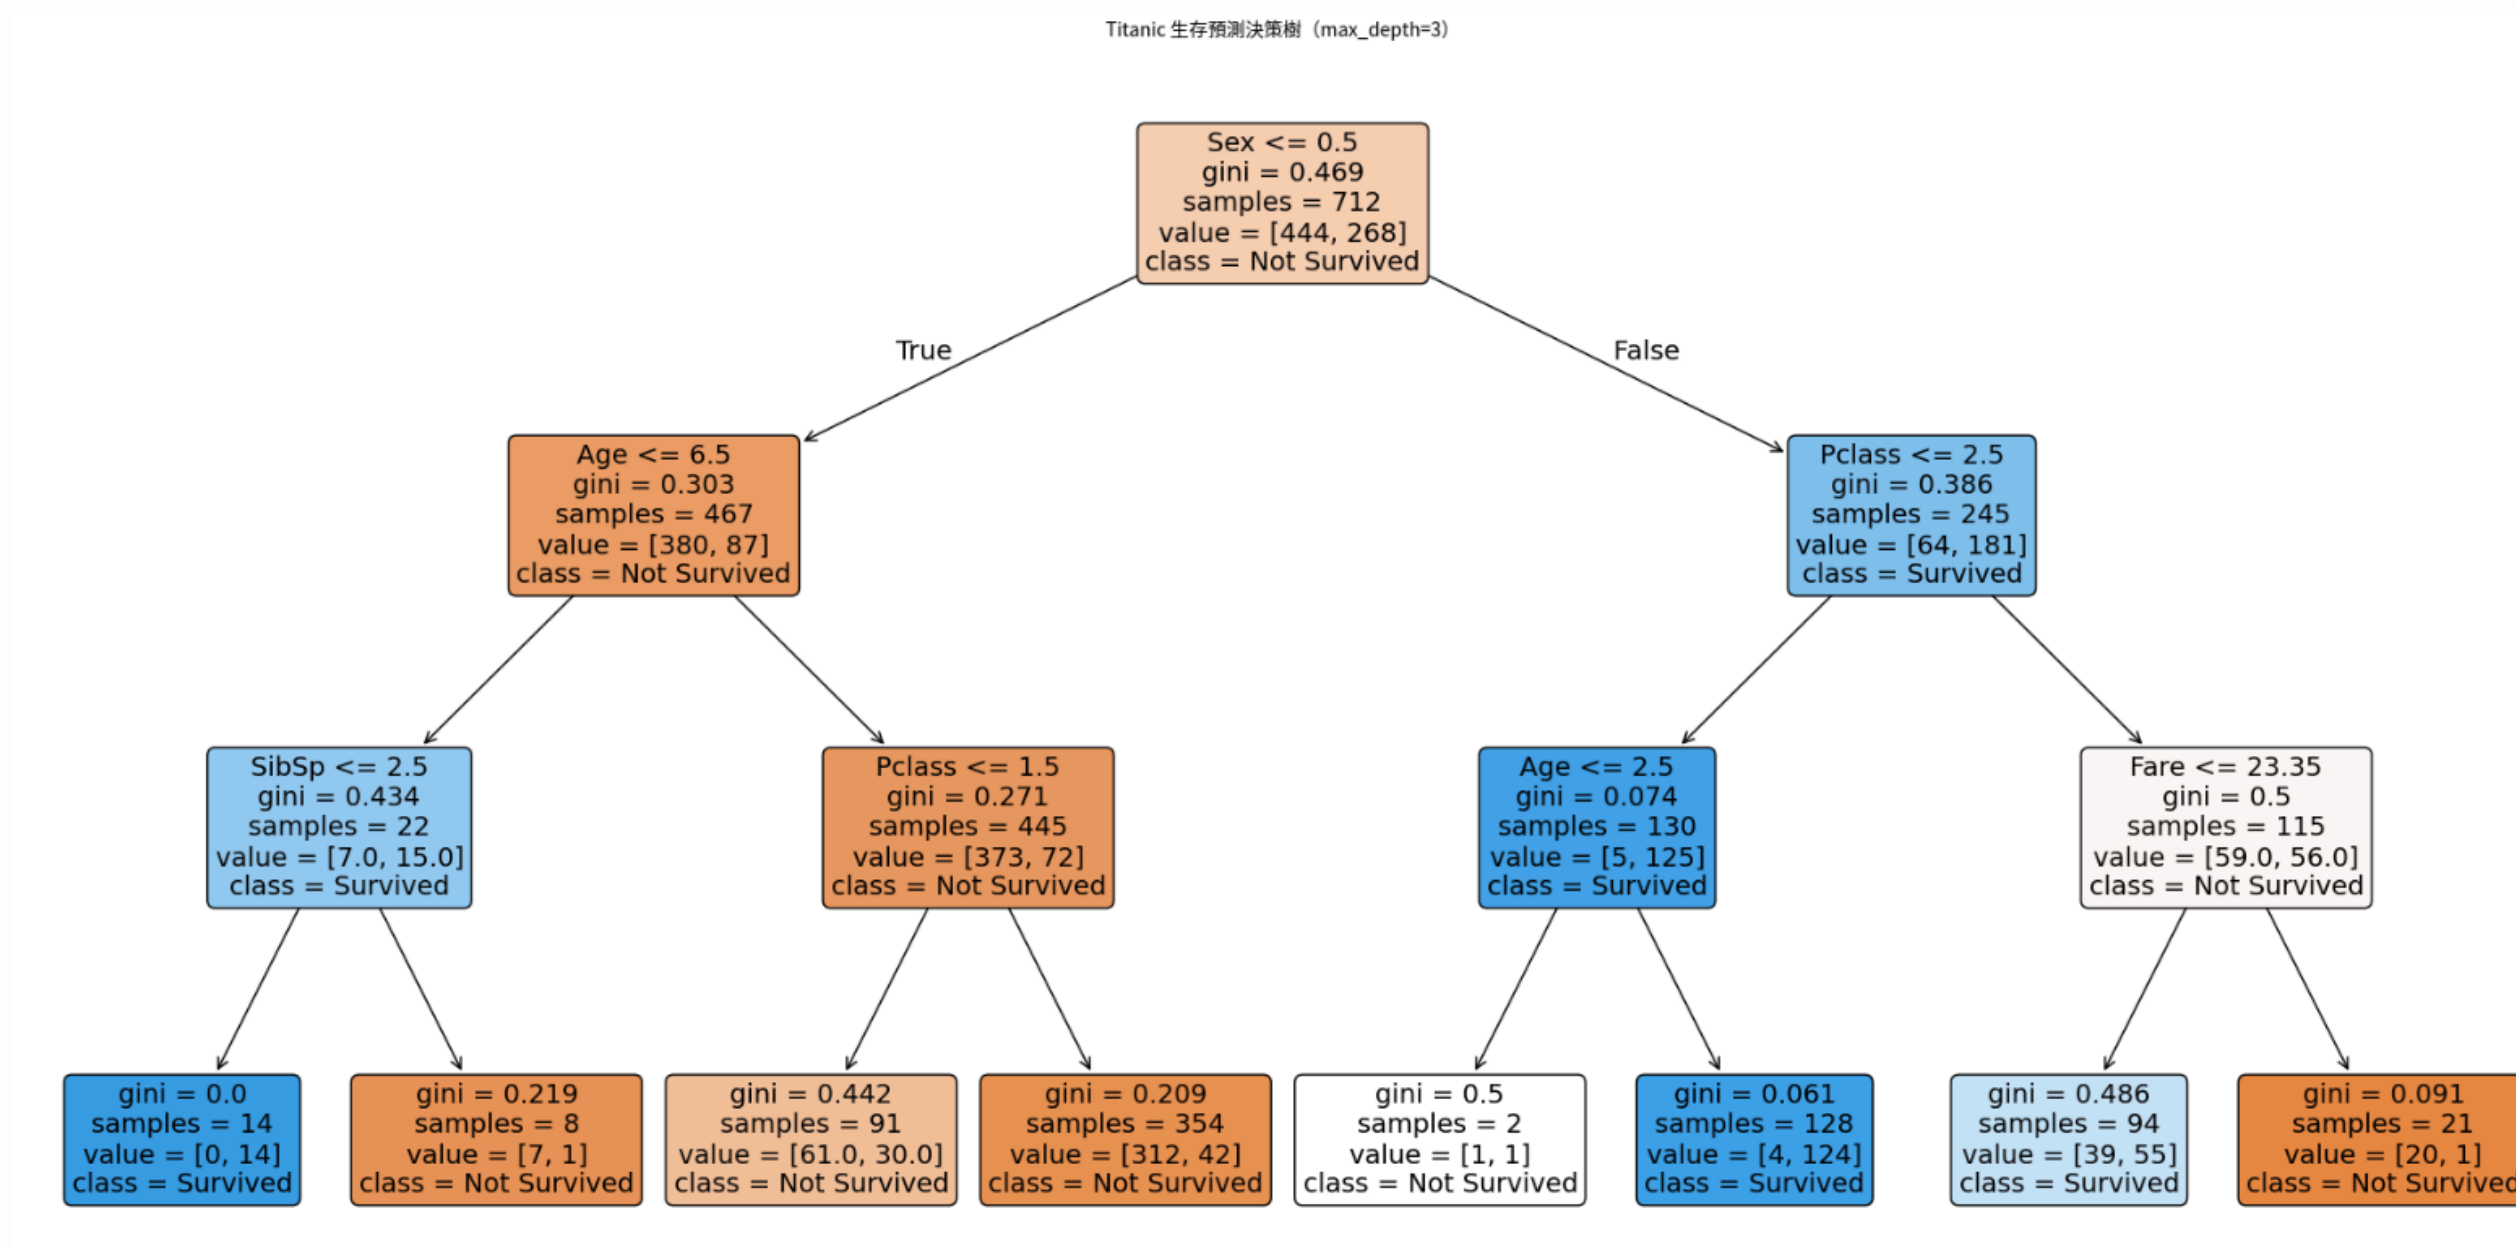 Titanic 生存預測決策樹（max_depth=3）
Sex <= 0.5
gini = 0.469
samples = 712
value = [444, 268]
class = Not Survived
True
False
Age <= 6.5
gini = 0.303
samples = 467
value = [380, 87]
class = Not Survived
Pclass <= 2.5
gini = 0.386
samples = 245
value = [64, 181]
class = Survived
SibSp <= 2.5
gini = 0.434
samples = 22
value = [7.0, 15.0]
class = Survived
Pclass <= 1.5
gini = 0.271
samples = 445
value = [373, 72]
class = Not Survived
Age <= 2.5
gini = 0.074
samples = 130
value = [5, 125]
class = Survived
Fare <= 23.35
gini = 0.5
samples = 115
value = [59.0, 56.0]
class = Not Survived
gini = 0.0
samples = 14
value = [0, 14]
class = Survived
gini = 0.219
samples = 8
value = [7, 1]
class = Not Survived
gini = 0.442
samples = 91
value = [61.0, 30.0]
class = Not Survived
gini = 0.209
samples = 354
value = [312, 42]
class = Not Survived
gini = 0.5
samples = 2
value = [1, 1]
class = Not Survived
gini = 0.061
samples = 128
value = [4, 124]
class = Survived
gini = 0.486
samples = 94
value = [39, 55]
class = Survived
gini = 0.091
samples = 21
value = [20, 1]
class = Not Survived